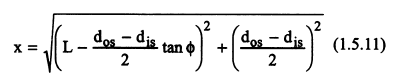 x = √((L − (d_os − d_is)/2 tan ϕ)² + ((d_os − d_is)/2)²) (1.5.11)